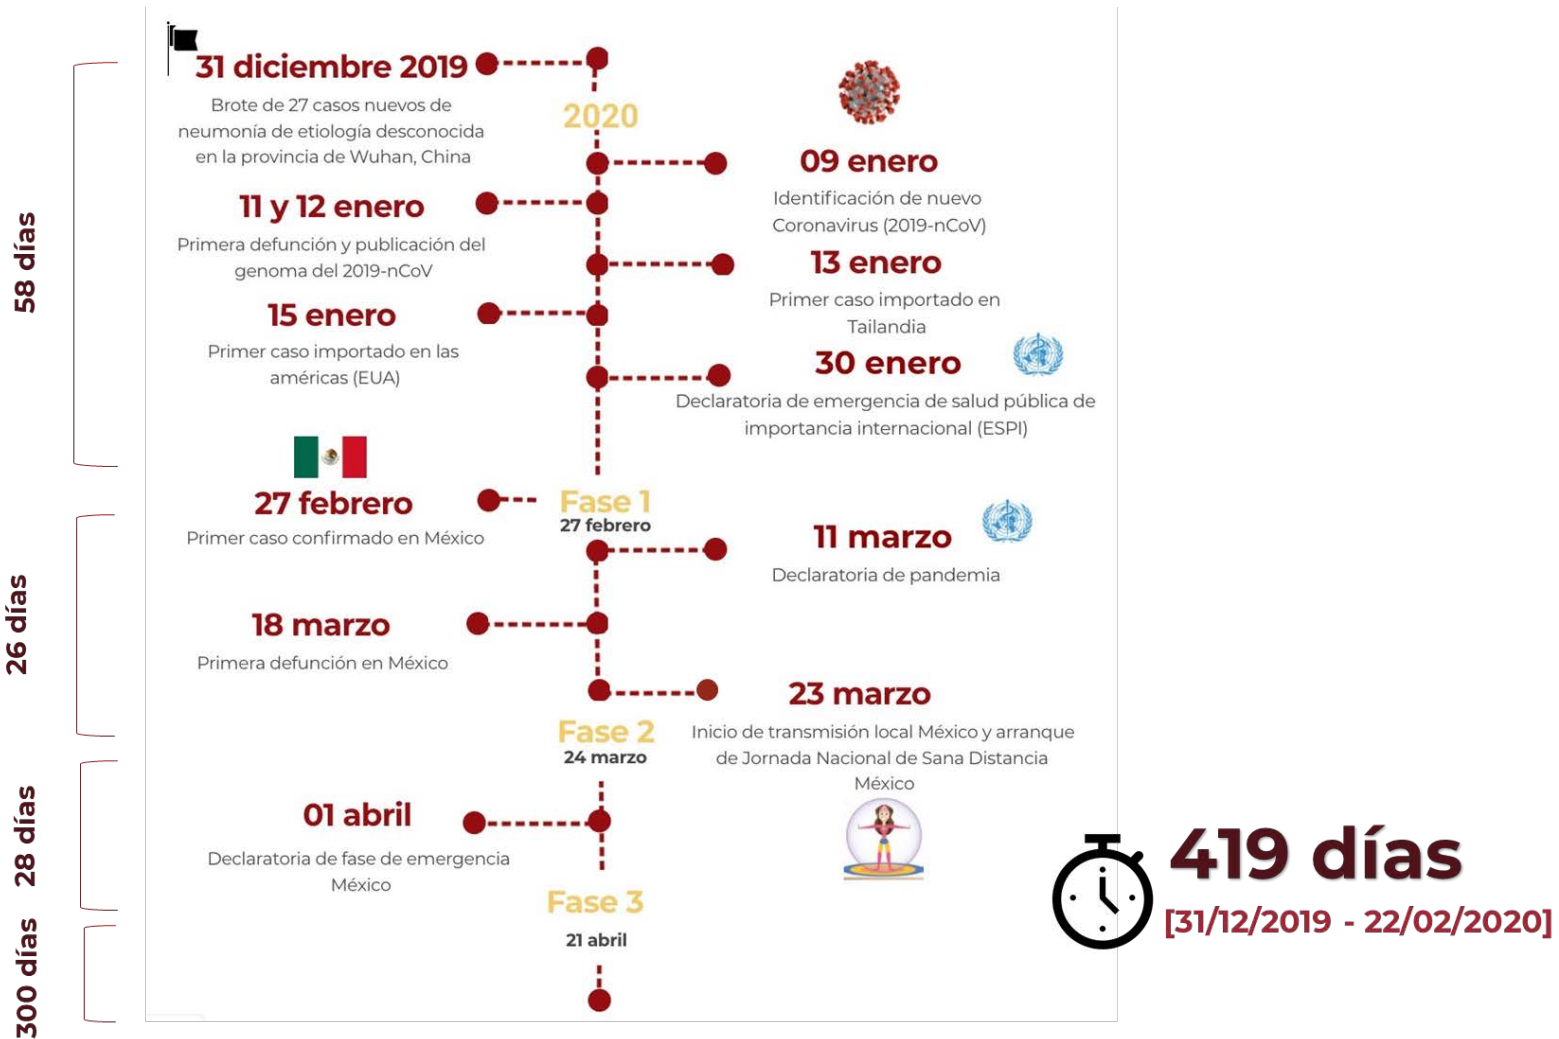 31 diciembre 2019
Brote de 27 casos nuevos de
neumonía de etiología desconocida
en la provincia de Wuhan, China
2020
09 enero
Identificación de nuevo
Coronavirus (2019-nCoV)
11 y 12 enero
Primera defunción y publicación del
genoma del 2019-nCoV
13 enero
Primer caso importado en
Tailandia
15 enero
Primer caso importado en las
américas (EUA)
30 enero
Declaratoria de emergencia de salud pública de
importancia internacional (ESPI)
58 días
27 febrero
Primer caso confirmado en México
Fase 1
27 febrero
11 marzo
Declaratoria de pandemia
18 marzo
Primera defunción en México
26 días
23 marzo
Inicio de transmisión local México y arranque
de Jornada Nacional de Sana Distancia
México
Fase 2
24 marzo
01 abril
Declaratoria de fase de emergencia
México
28 días
Fase 3
21 abril
300 días
419 días
[31/12/2019 - 22/02/2020]